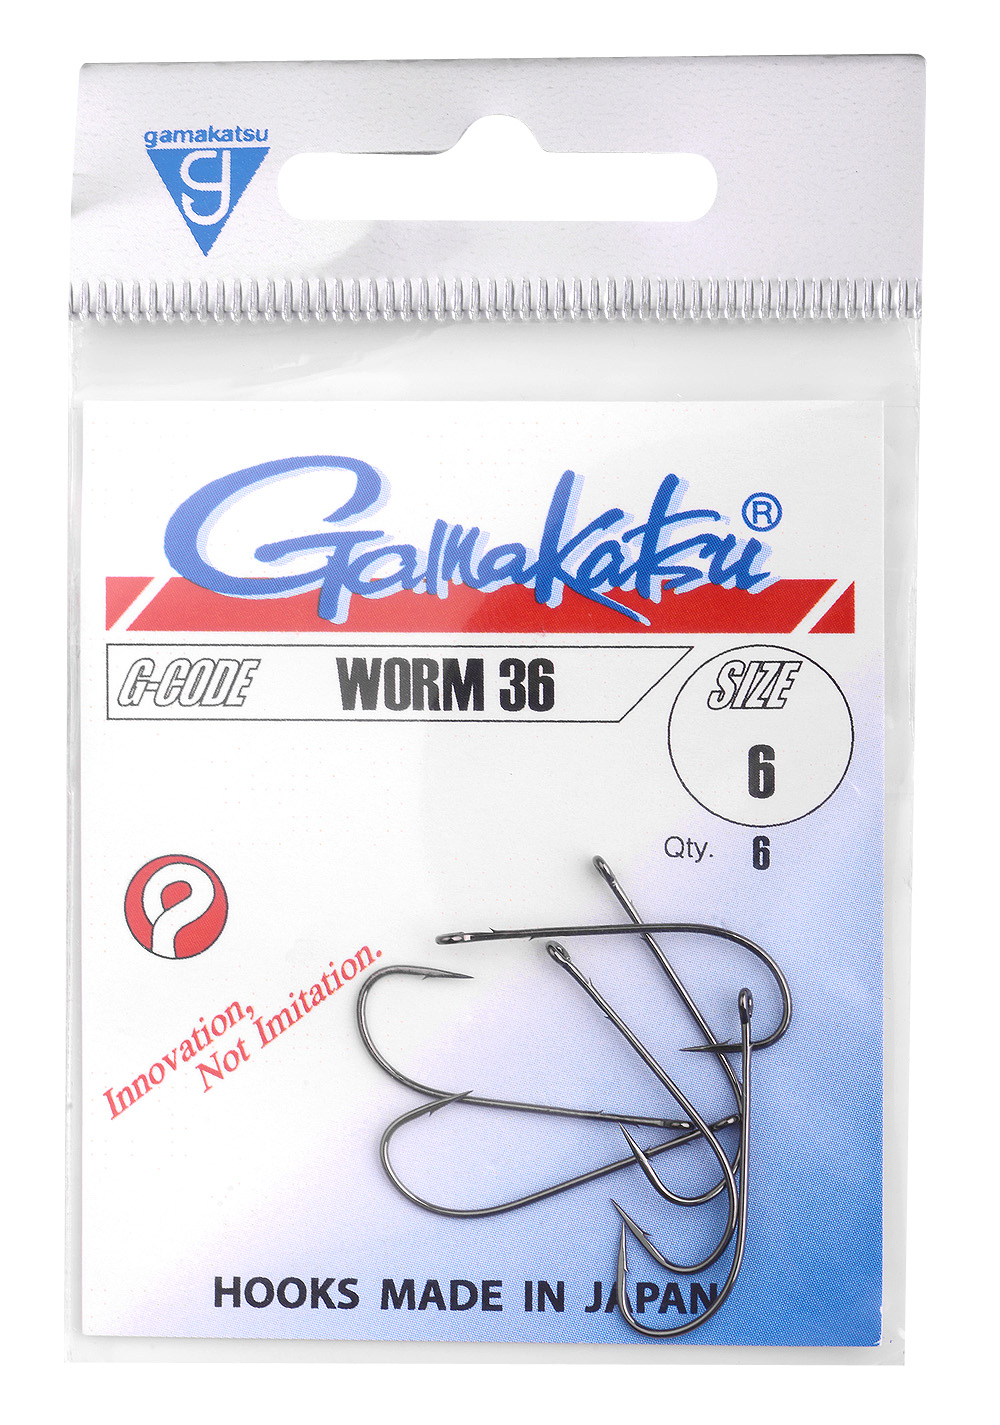 gamakatsu
g
Gamakatsu®
G-CODE WORM 36
SIZE
6
Qty. 6
Innovation,
Not Imitation.
HOOKS MADE IN JAPAN